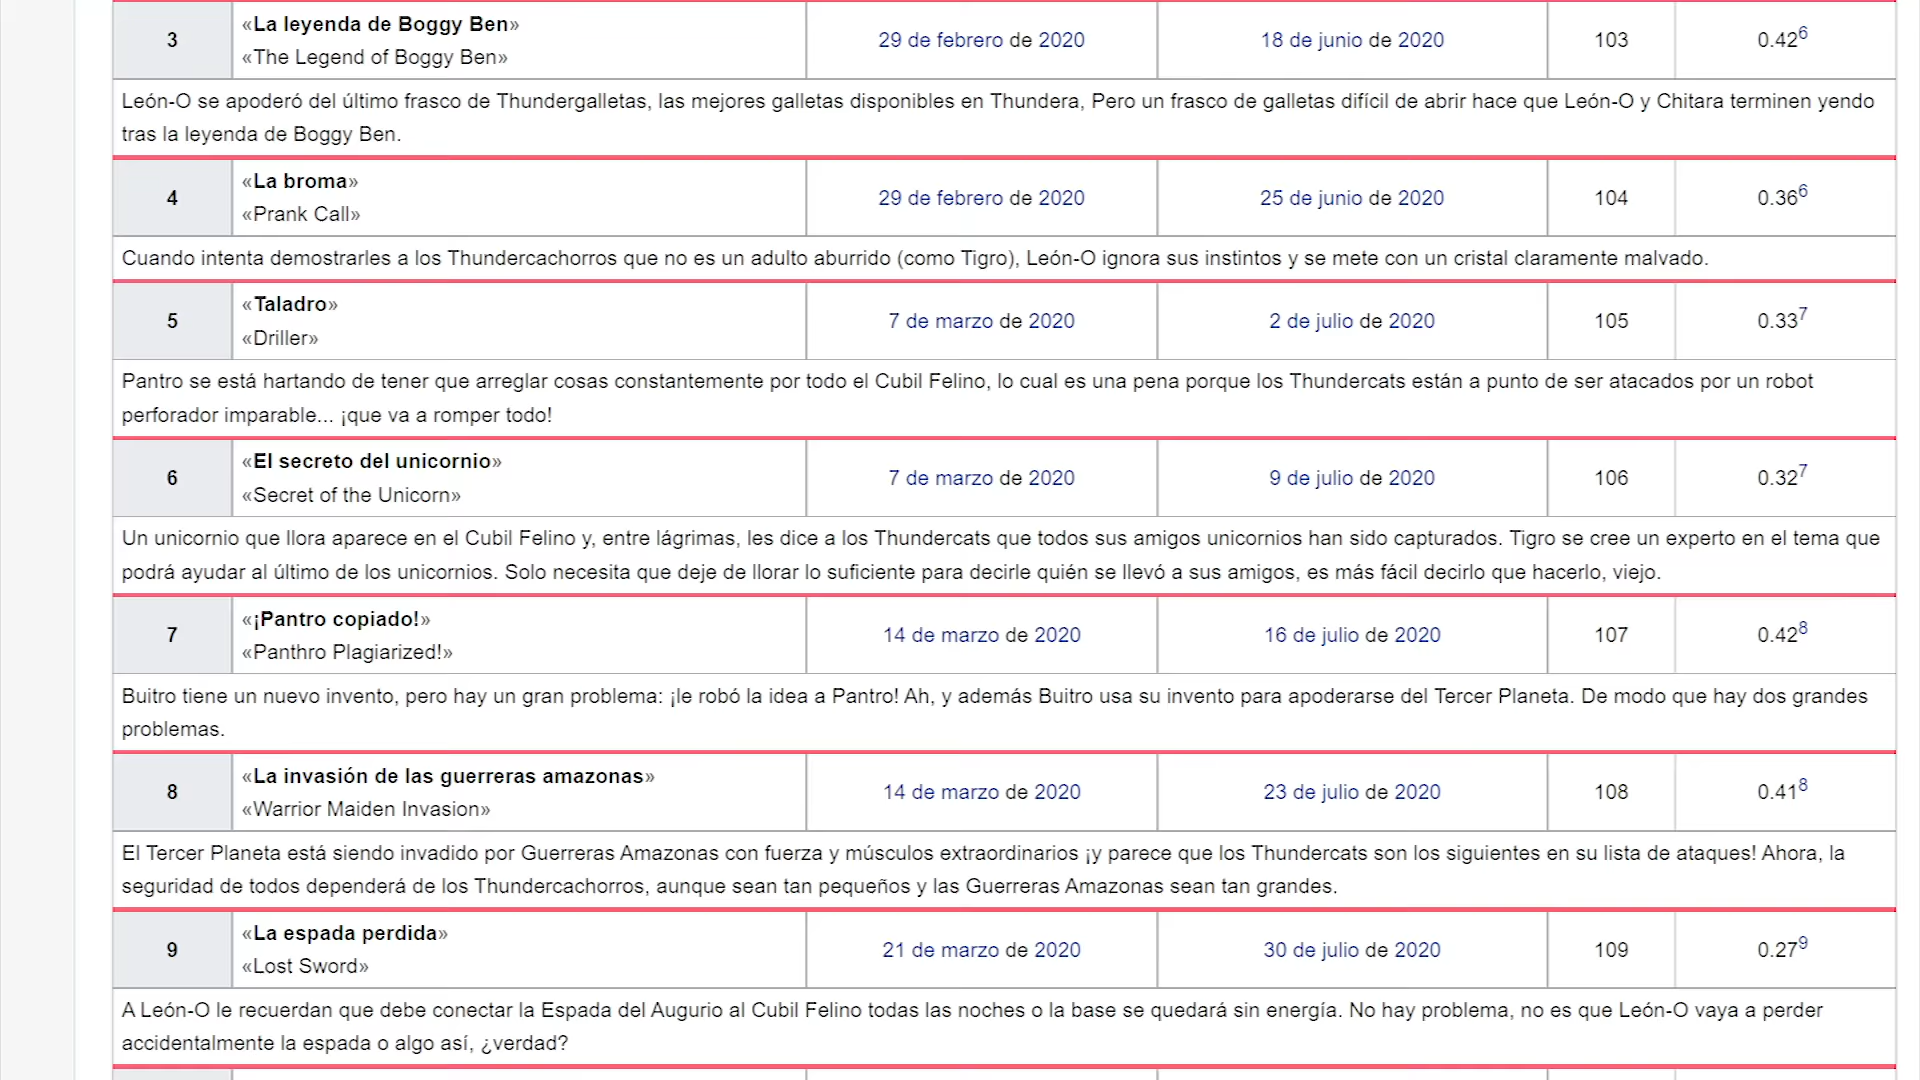 3
«La leyenda de Boggy Ben»
«The Legend of Boggy Ben»
29 de febrero de 2020
18 de junio de 2020
103
0.42⁶
León-O se apoderó del último frasco de Thundergalletas, las mejores galletas disponibles en Thundera, Pero un frasco de galletas difícil de abrir hace que León-O y Chitara terminen yendo
tras la leyenda de Boggy Ben.
4
«La broma»
«Prank Call»
29 de febrero de 2020
25 de junio de 2020
104
0.36⁶
Cuando intenta demostrarles a los Thundercachorros que no es un adulto aburrido (como Tigro), León-O ignora sus instintos y se mete con un cristal claramente malvado.
5
«Taladro»
«Driller»
7 de marzo de 2020
2 de julio de 2020
105
0.33⁷
Pantro se está hartando de tener que arreglar cosas constantemente por todo el Cubil Felino, lo cual es una pena porque los Thundercats están a punto de ser atacados por un robot
perforador imparable... ¡que va a romper todo!
6
«El secreto del unicornio»
«Secret of the Unicorn»
7 de marzo de 2020
9 de julio de 2020
106
0.32⁷
Un unicornio que llora aparece en el Cubil Felino y, entre lágrimas, les dice a los Thundercats que todos sus amigos unicornios han sido capturados. Tigro se cree un experto en el tema que
podrá ayudar al último de los unicornios. Solo necesita que deje de llorar lo suficiente para decirle quién se llevó a sus amigos, es más fácil decirlo que hacerlo, viejo.
7
«¡Pantro copiado!»
«Panthro Plagiarized!»
14 de marzo de 2020
16 de julio de 2020
107
0.42⁸
Buitro tiene un nuevo invento, pero hay un gran problema: ¡le robó la idea a Pantro! Ah, y además Buitro usa su invento para apoderarse del Tercer Planeta. De modo que hay dos grandes
problemas.
8
«La invasión de las guerreras amazonas»
«Warrior Maiden Invasion»
14 de marzo de 2020
23 de julio de 2020
108
0.41⁸
El Tercer Planeta está siendo invadido por Guerreras Amazonas con fuerza y músculos extraordinarios ¡y parece que los Thundercats son los siguientes en su lista de ataques! Ahora, la
seguridad de todos dependerá de los Thundercachorros, aunque sean tan pequeños y las Guerreras Amazonas sean tan grandes.
9
«La espada perdida»
«Lost Sword»
21 de marzo de 2020
30 de julio de 2020
109
0.27⁹
A León-O le recuerdan que debe conectar la Espada del Augurio al Cubil Felino todas las noches o la base se quedará sin energía. No hay problema, no es que León-O vaya a perder
accidentalmente la espada o algo así, ¿verdad?